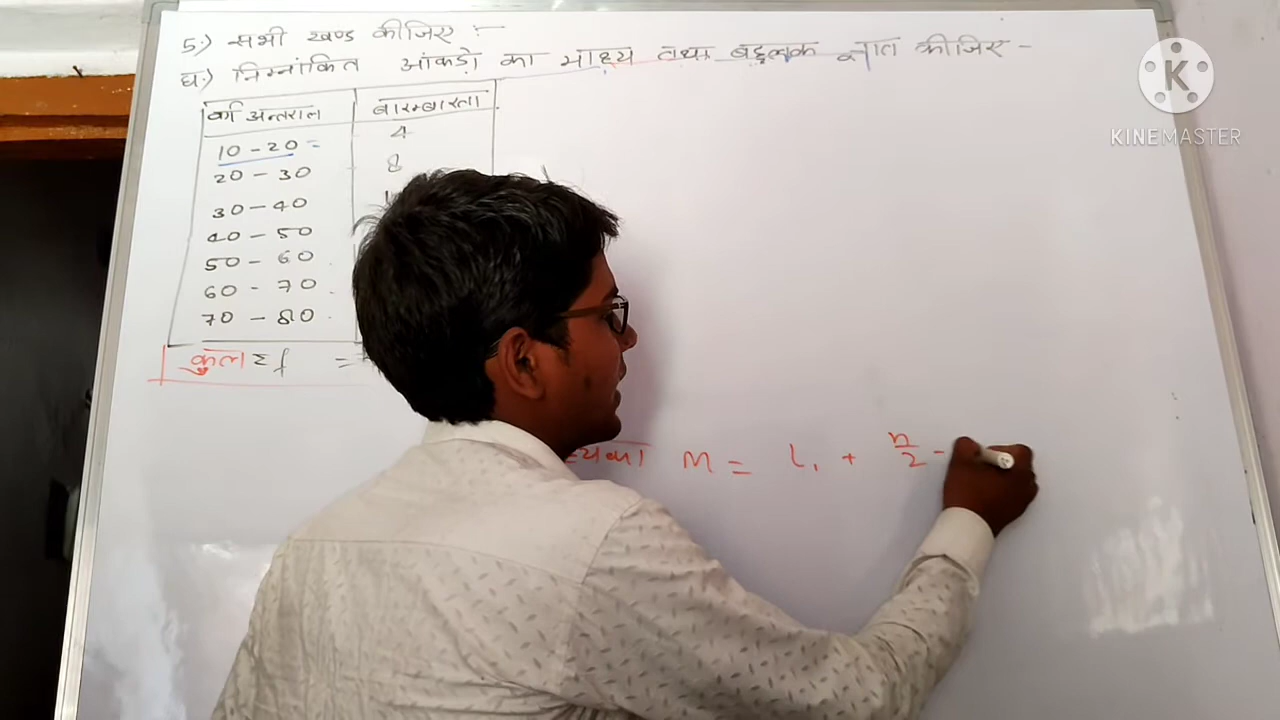 5.) सभी खण्ड कीजिए :-
घ.) निम्नांकित आंकड़ो का माध्य तथा बहुलक ज्ञात कीजिए -
वर्ग अन्तराल बारम्बारता
10 - 20 = 4
20 - 30 8
30 - 40
40 - 50
50 - 60
60 - 70
70 - 80
कुल Σf =
M = l₁ + n/2 -
K
KINEMASTER